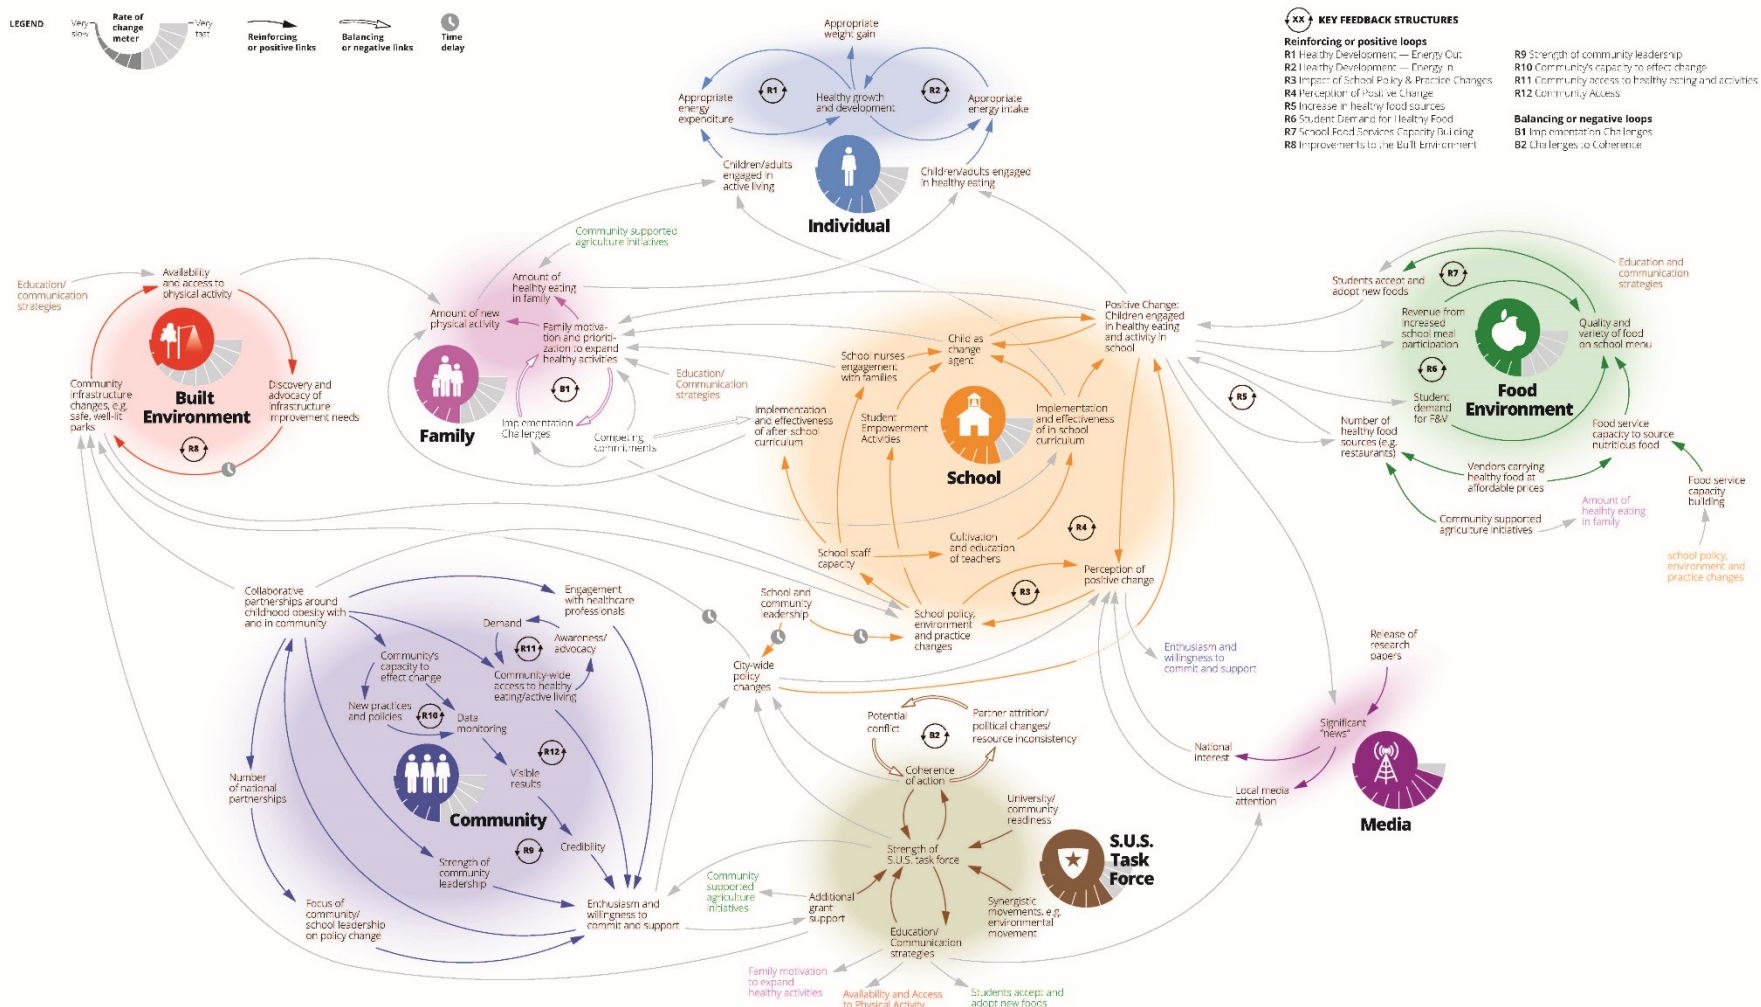 LEGEND
Very
slow
Rate of
change
meter
Very
fast
Reinforcing
or positive links
Balancing
or negative links
Time
delay
XX
KEY FEEDBACK STRUCTURES
Reinforcing or positive loops
R1 Healthy Development — Energy Out
R2 Healthy Development — Energy In
R3 Impact of School Policy & Practice Changes
R4 Perception of Positive Change
R5 Increase in healthy food sources
R6 Student Demand for Healthy Food
R7 School Food Services Capacity Building
R8 Improvements to the Built Environment
R9 Strength of community leadership
R10 Community's capacity to effect change
R11 Community access to healthy eating and activities
R12 Community Access
Balancing or negative loops
B1 Implementation Challenges
B2 Challenges to Coherence
Appropriate
weight gain
R1
R2
Appropriate
energy
expenditure
Healthy growth
and development
Appropriate
energy intake
Children/adults
engaged in
active living
Children/adults engaged
in healthy eating
Individual
Education/
communication
strategies
Availability
and access to
physical activity
Community
infrastructure
changes, e.g.
safe, well-lit
parks
Built
Environment
Discovery and
advocacy of
infrastructure
improvement needs
R8
Community supported
agriculture initiatives
Amount of
healhty eating
in family
Amount of new
physical activity
Family motiva-
tion and prioriti-
zation to expand
healthy activities
B1
Family
Implementation
Challenges
Competing
commitments
Education/
Communication
strategies
Positive Change:
Children engaged
in healthy eating
and activity in
school
Child as
change
agent
School nurses
engagement
with families
Implementation
and effectiveness
of after-school
curriculum
Student
Empowerment
Activities
Implementation
and effectiveness
of in-school
curriculum
School
R4
School staff
capacity
Cultivation
and education
of teachers
Perception of
positive change
R3
School policy,
environment
and practice
changes
School and
community
leadership
City-wide
policy
changes
Enthusiasm and
willingness to
commit and support
Education and
communication
strategies
R7
Students accept and
adopt new foods
Revenue from
increased
school meal
participation
Quality and
variety of food
on school menu
R6
Student
demand
for F&V
Food
Environment
R5
Number of
healthy food
sources (e.g.
restaurants)
Food service
capacity to source
nutritious food
Vendors carrying
healthy food at
affordable prices
Food service
capacity
building
Community supported
agriculture initiatives
Amount of
healhty eating
in family
school policy,
environment and
practice changes
Collaborative
partnerships around
childhood obesity with
and in community
Engagement
with healthcare
professionals
Demand
Awareness/
advocacy
R11
Community's
capacity to
effect change
Community-wide
access to healthy
eating/active living
New practices
and policies
R10
Data
monitoring
R12
Visible
results
Number
of national
partnerships
Community
R9
Credibility
Strength of
community
leadership
Focus of
community/
school leadership
on policy change
Enthusiasm and
willingness to
commit and support
Potential
conflict
Partner attrition/
political changes/
resource inconsistency
B2
Coherence
of action
University/
community
readiness
Strength of
S.U.S. task force
S.U.S.
Task
Force
Community
supported
agriculture
initiatives
Additional
grant
support
Synergistic
movements, e.g.
environmental
movement
Education/
Communication
strategies
Family motivation
to expand
healthy activities
Availability and Access
to Physical Activity
Students accept and
adopt new foods
Release of
research
papers
Significant
"news"
National
interest
Local media
attention
Media